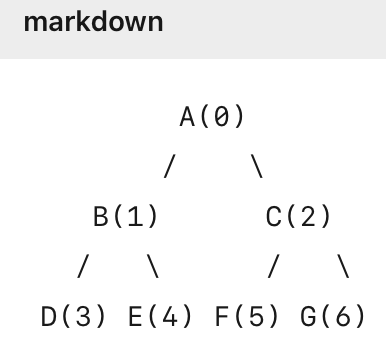 markdown
A(0)
/ \
B(1) C(2)
/ \ / \
D(3) E(4) F(5) G(6)